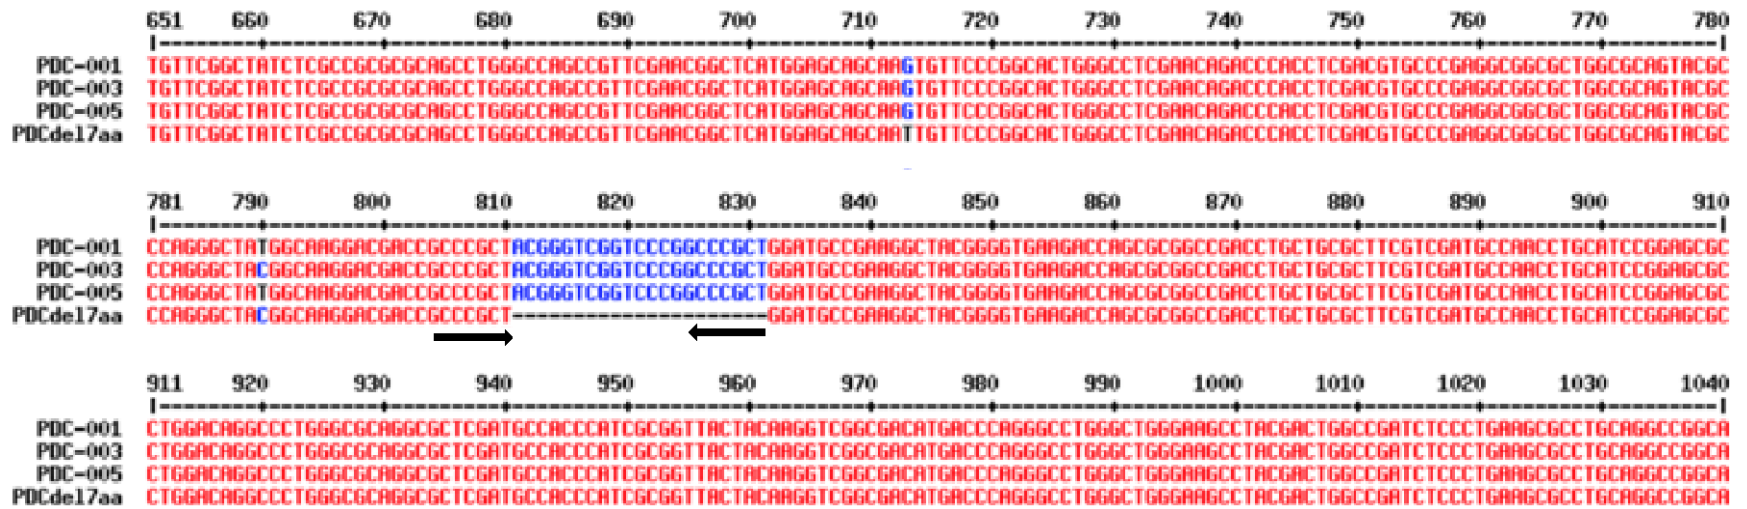 651 660 670 680 690 700 710 720 730 740 750 760 770 780
|--------+---------+---------+---------+---------+---------+---------+---------+---------+---------+---------+---------+---------|
PDC-001 TGTTCGGCTATCTCGCCGCGCGCAGCCTGGGCCAGCCGTTCGAACGGCTCATGGAGCAGCAAGTGTTCCCGGCACTGGGCCTCGAACAGACCCACCTCGACGTGCCCGAGGCGGCGCTGGCGCAGTACGC
PDC-003 TGTTCGGCTATCTCGCCGCGCGCAGCCTGGGCCAGCCGTTCGAACGGCTCATGGAGCAGCAAGTGTTCCCGGCACTGGGCCTCGAACAGACCCACCTCGACGTGCCCGAGGCGGCGCTGGCGCAGTACGC
PDC-005 TGTTCGGCTATCTCGCCGCGCGCAGCCTGGGCCAGCCGTTCGAACGGCTCATGGAGCAGCAAGTGTTCCCGGCACTGGGCCTCGAACAGACCCACCTCGACGTGCCCGAGGCGGCGCTGGCGCAGTACGC
PDCdel7aa TGTTCGGCTATCTCGCCGCGCGCAGCCTGGGCCAGCCGTTCGAACGGCTCATGGAGCAGCAATTGTTCCCGGCACTGGGCCTCGAACAGACCCACCTCGACGTGCCCGAGGCGGCGCTGGCGCAGTACGC
781 790 800 810 820 830 840 850 860 870 880 890 900 910
|--------+---------+---------+---------+---------+---------+---------+---------+---------+---------+---------+---------+---------|
PDC-001 CCAGGGCTATGGCAAGGACGACCGCCCGCTACGGGTCGGTCCCGGCCCGCTGGATGCCGAAGGCTACGGGGTGAAGACCAGCGCGGCCGACCTGCTGCGCTTCGTCGATGCCAACCTGCATCCGGAGCGC
PDC-003 CCAGGGCTACGGCAAGGACGACCGCCCGCTACGGGTCGGTCCCGGCCCGCTGGATGCCGAAGGCTACGGGGTGAAGACCAGCGCGGCCGACCTGCTGCGCTTCGTCGATGCCAACCTGCATCCGGAGCGC
PDC-005 CCAGGGCTATGGCAAGGACGACCGCCCGCTACGGGTCGGTCCCGGCCCGCTGGATGCCGAAGGCTACGGGGTGAAGACCAGCGCGGCCGACCTGCTGCGCTTCGTCGATGCCAACCTGCATCCGGAGCGC
PDCdel7aa CCAGGGCTACGGCAAGGACGACCGCCCGCT---------------------GGATGCCGAAGGCTACGGGGTGAAGACCAGCGCGGCCGACCTGCTGCGCTTCGTCGATGCCAACCTGCATCCGGAGCGC
911 920 930 940 950 960 970 980 990 1000 1010 1020 1030 1040
|--------+---------+---------+---------+---------+---------+---------+---------+---------+---------+---------+---------+---------|
PDC-001 CTGGACAGGCCCTGGGCGCAGGCGCTCGATGCCACCCATCGCGGTTACTACAAGGTCGGCGACATGACCCAGGGCCTGGGCTGGGAAGCCTACGACTGGCCGATCTCCCTGAAGCGCCTGCAGGCCGGCA
PDC-003 CTGGACAGGCCCTGGGCGCAGGCGCTCGATGCCACCCATCGCGGTTACTACAAGGTCGGCGACATGACCCAGGGCCTGGGCTGGGAAGCCTACGACTGGCCGATCTCCCTGAAGCGCCTGCAGGCCGGCA
PDC-005 CTGGACAGGCCCTGGGCGCAGGCGCTCGATGCCACCCATCGCGGTTACTACAAGGTCGGCGACATGACCCAGGGCCTGGGCTGGGAAGCCTACGACTGGCCGATCTCCCTGAAGCGCCTGCAGGCCGGCA
PDCdel7aa CTGGACAGGCCCTGGGCGCAGGCGCTCGATGCCACCCATCGCGGTTACTACAAGGTCGGCGACATGACCCAGGGCCTGGGCTGGGAAGCCTACGACTGGCCGATCTCCCTGAAGCGCCTGCAGGCCGGCA